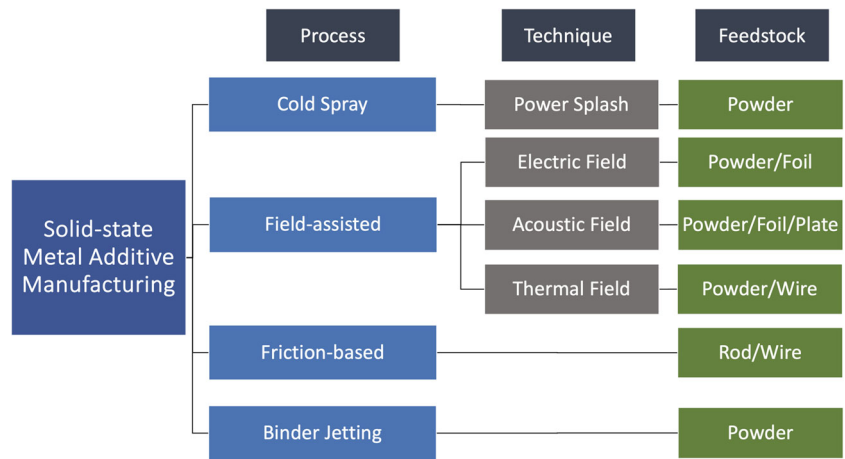 Process
Technique
Feedstock
Cold Spray
Power Splash
Powder
Electric Field
Powder/Foil
Solid-state
Metal Additive
Manufacturing
Field-assisted
Acoustic Field
Powder/Foil/Plate
Thermal Field
Powder/Wire
Friction-based
Rod/Wire
Binder Jetting
Powder